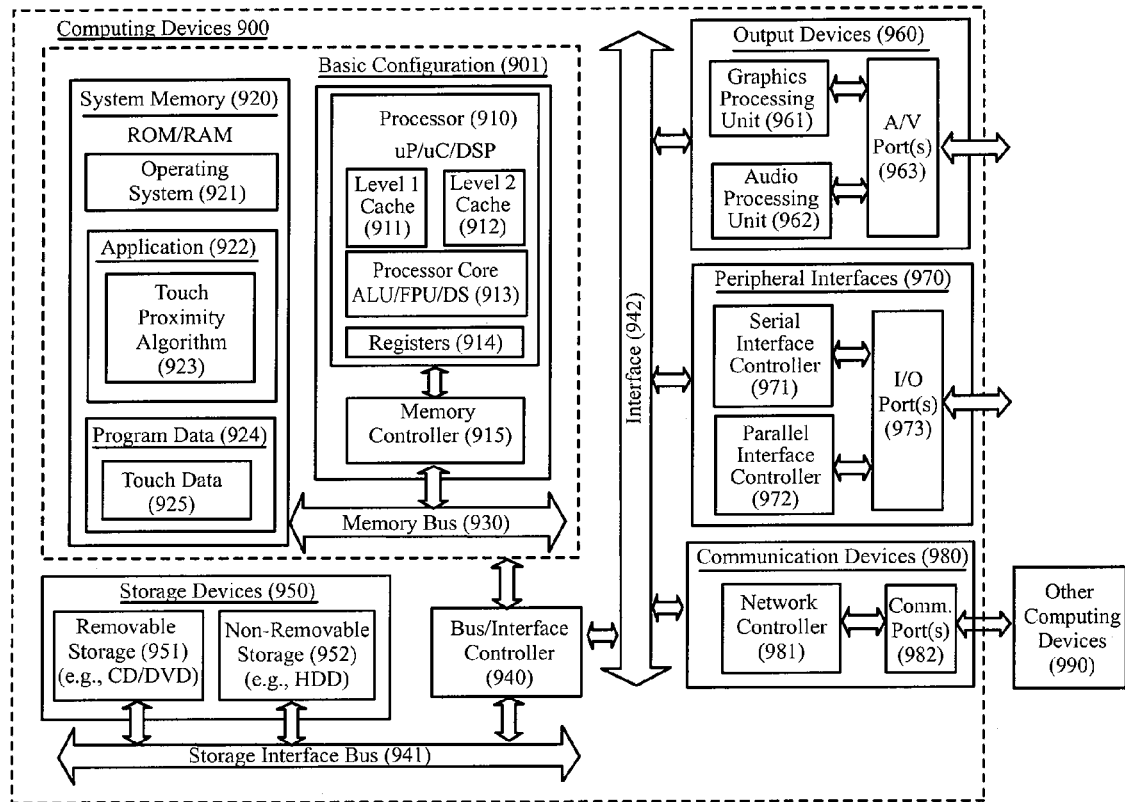 Computing Devices 900
Basic Configuration (901)
System Memory (920)
ROM/RAM
Operating
System (921)
Application (922)
Touch
Proximity
Algorithm
(923)
Program Data (924)
Touch Data
(925)
Processor (910)
uP/uC/DSP
Level 1
Cache
(911)
Level 2
Cache
(912)
Processor Core
ALU/FPU/DS (913)
Registers (914)
Memory
Controller (915)
Memory Bus (930)
Storage Devices (950)
Removable
Storage (951)
(e.g., CD/DVD)
Non-Removable
Storage (952)
(e.g., HDD)
Bus/Interface
Controller
(940)
Storage Interface Bus (941)
Interface (942)
Output Devices (960)
Graphics
Processing
Unit (961)
Audio
Processing
Unit (962)
A/V
Port(s)
(963)
Peripheral Interfaces (970)
Serial
Interface
Controller
(971)
Parallel
Interface
Controller
(972)
I/O
Port(s)
(973)
Communication Devices (980)
Network
Controller
(981)
Comm.
Port(s)
(982)
Other
Computing
Devices
(990)